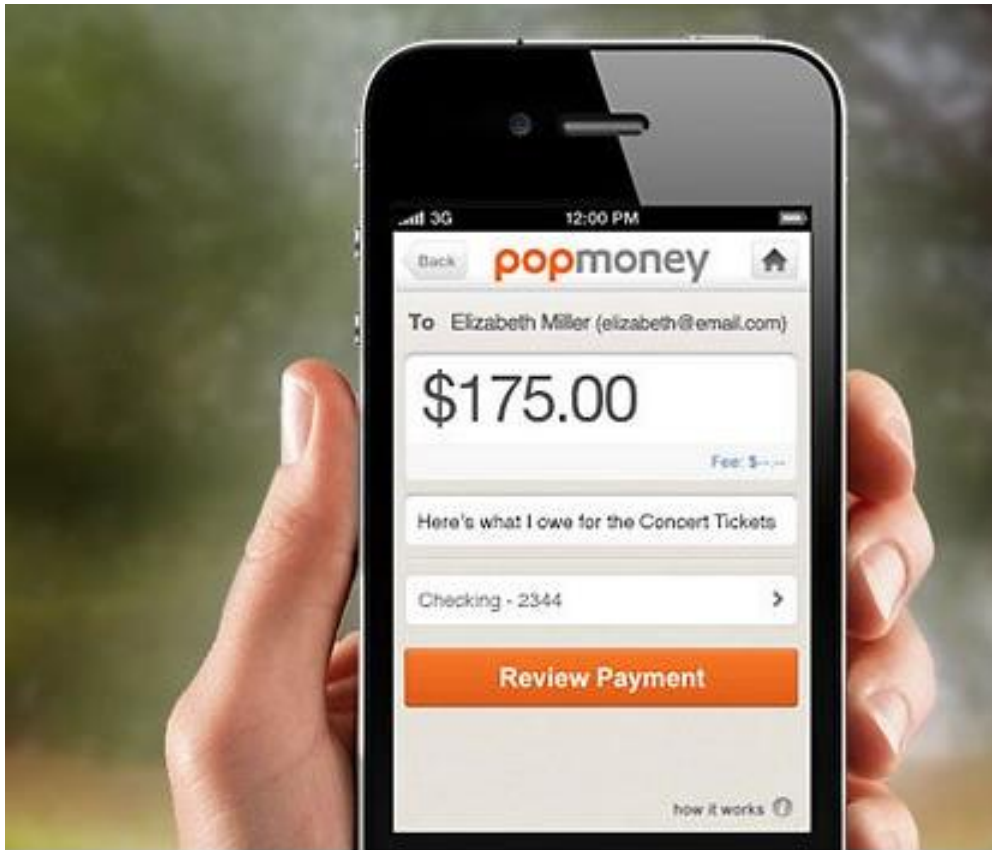 3G 12:00 PM
Back popmoney
To Elizabeth Miller (elizabeth@email.com)
$175.00
Fee: $--.--
Here's what I owe for the Concert Tickets
Checking - 2344
Review Payment
how it works